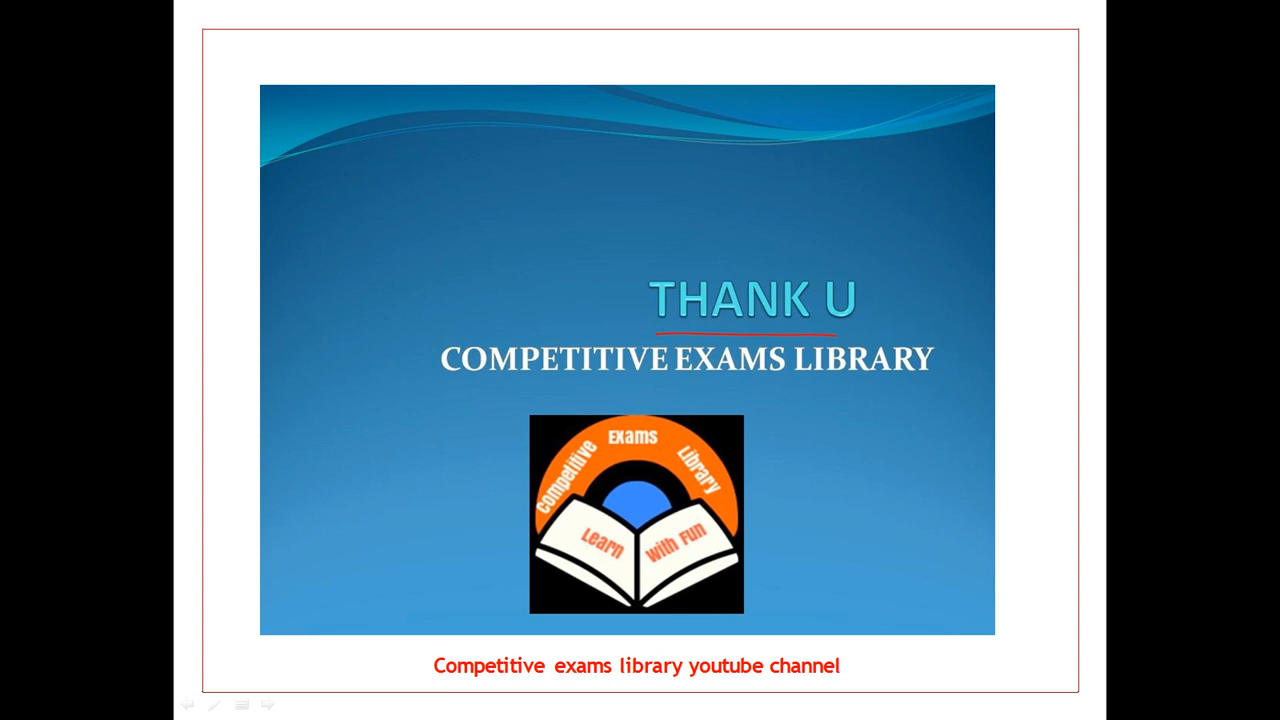 THANK U
COMPETITIVE EXAMS LIBRARY
Competitive Exams Library
Learn With Fun
Competitive exams library youtube channel